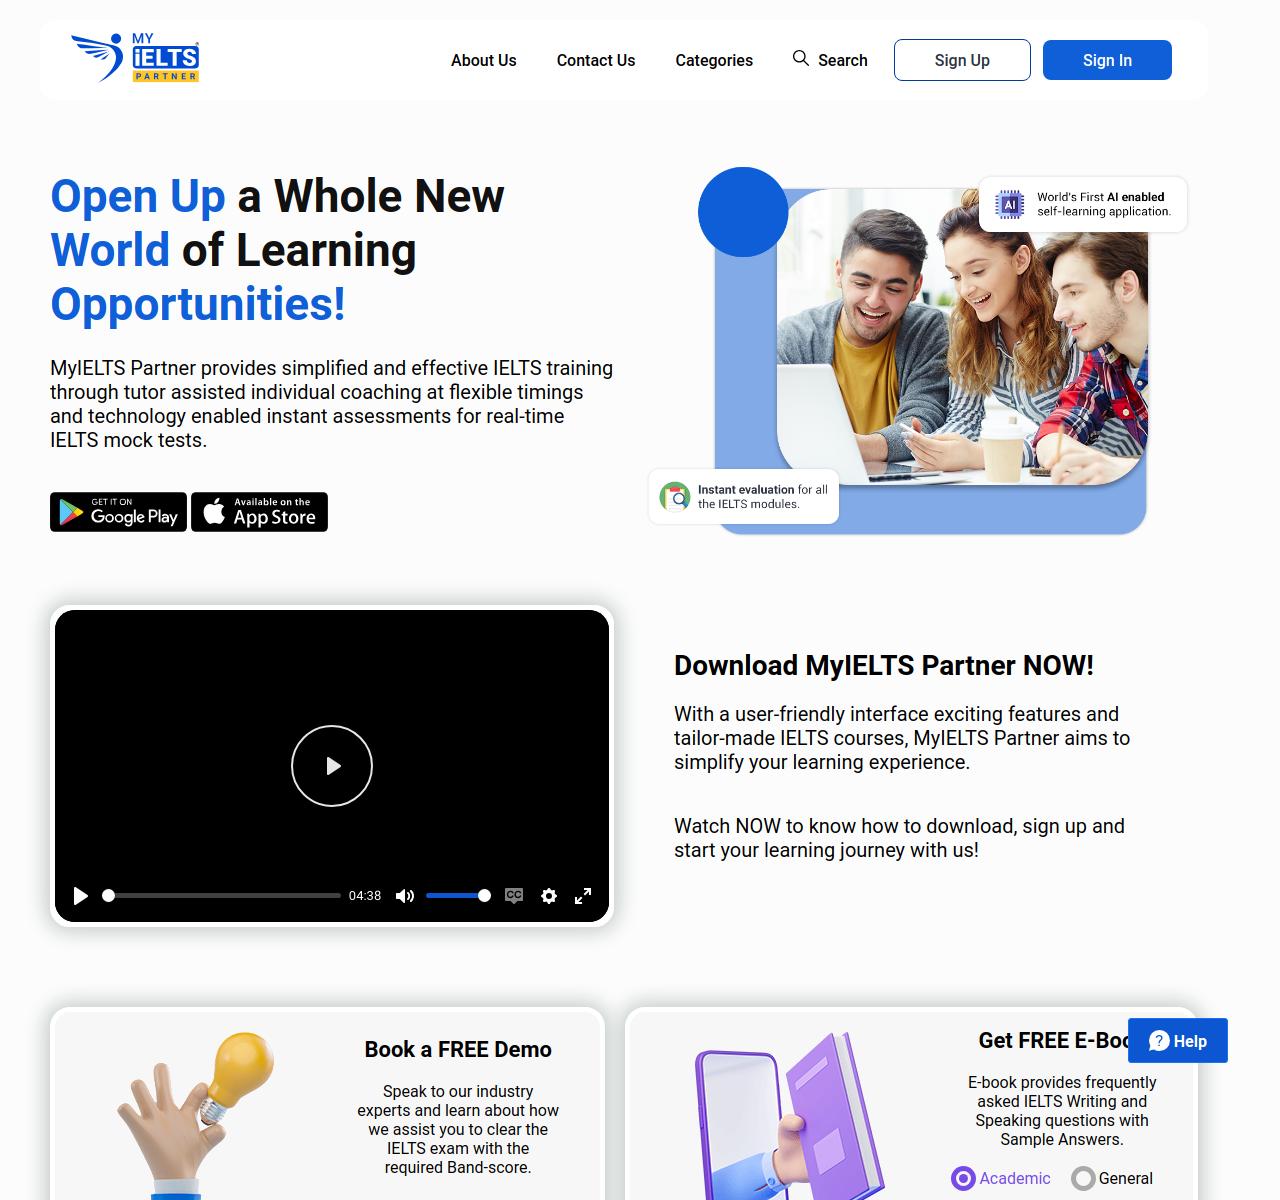 MY
iELTS
PARTNER
About Us
Contact Us
Categories
Search
Sign Up
Sign In
Open Up a Whole New
World of Learning
Opportunities!
MyIELTS Partner provides simplified and effective IELTS training
through tutor assisted individual coaching at flexible timings
and technology enabled instant assessments for real-time
IELTS mock tests.
GET IT ON
Google Play
Available on the
App Store
AI
World's First AI enabled
self-learning application.
Instant evaluation for all
the IELTS modules.
04:38
CC
Download MyIELTS Partner NOW!
With a user-friendly interface exciting features and
tailor-made IELTS courses, MyIELTS Partner aims to
simplify your learning experience.
Watch NOW to know how to download, sign up and
start your learning journey with us!
Book a FREE Demo
Speak to our industry
experts and learn about how
we assist you to clear the
IELTS exam with the
required Band-score.
Get FREE E-Boo
? Help
E-book provides frequently
asked IELTS Writing and
Speaking questions with
Sample Answers.
Academic
General